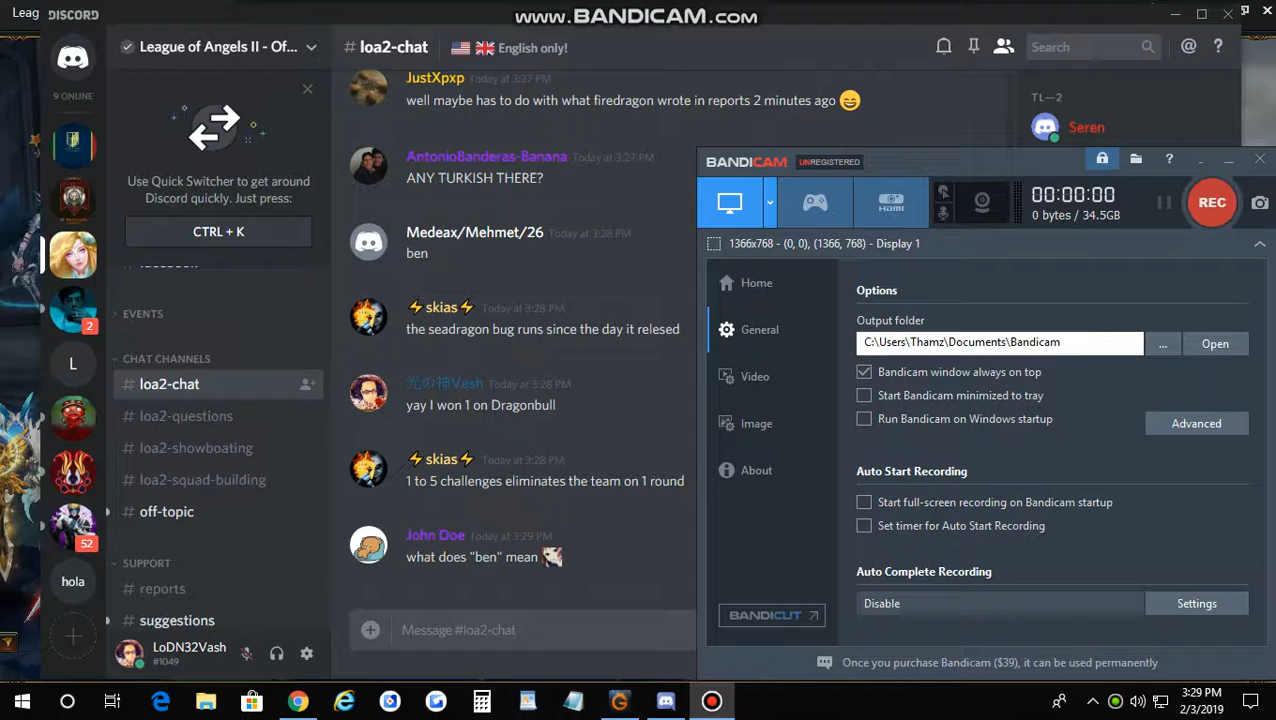 Leag
DISCORD
www.BANDICAM.com
League of Angels II - Of...
# loa2-chat
English only!
Search
9 ONLINE
Use Quick Switcher to get around
Discord quickly. Just press:
CTRL + K
EVENTS
CHAT CHANNELS
# loa2-chat
# loa2-questions
# loa2-showboating
# loa2-squad-building
# off-topic
SUPPORT
# reports
# suggestions
2
L
52
hola
LoDN32Vash
#1049
JustXpxp Today at 3:27 PM
well maybe has to do with what firedragon wrote in reports 2 minutes ago
AntonioBanderas-Banana Today at 3:27 PM
ANY TURKISH THERE?
Medeax/Mehmet/26 Today at 3:28 PM
ben
⚡skias⚡ Today at 3:28 PM
the seadragon bug runs since the day it relesed
光の神Vash Today at 3:28 PM
yay I won 1 on Dragonbull
⚡skias⚡ Today at 3:28 PM
1 to 5 challenges eliminates the team on 1 round
John Doe Today at 3:29 PM
what does "ben" mean
Message #loa2-chat
TL—2
Seren
BANDICAM UNREGISTERED
HDMI
00:00:00
0 bytes / 34.5GB
REC
1366x768 - (0, 0), (1366, 768) - Display 1
Home
General
Video
Image
About
BANDICUT
Options
Output folder
C:\Users\Thamz\Documents\Bandicam
...
Open
Bandicam window always on top
Start Bandicam minimized to tray
Run Bandicam on Windows startup
Advanced
Auto Start Recording
Start full-screen recording on Bandicam startup
Set timer for Auto Start Recording
Auto Complete Recording
Disable
Settings
Once you purchase Bandicam ($39), it can be used permanently
3:29 PM
2/3/2019